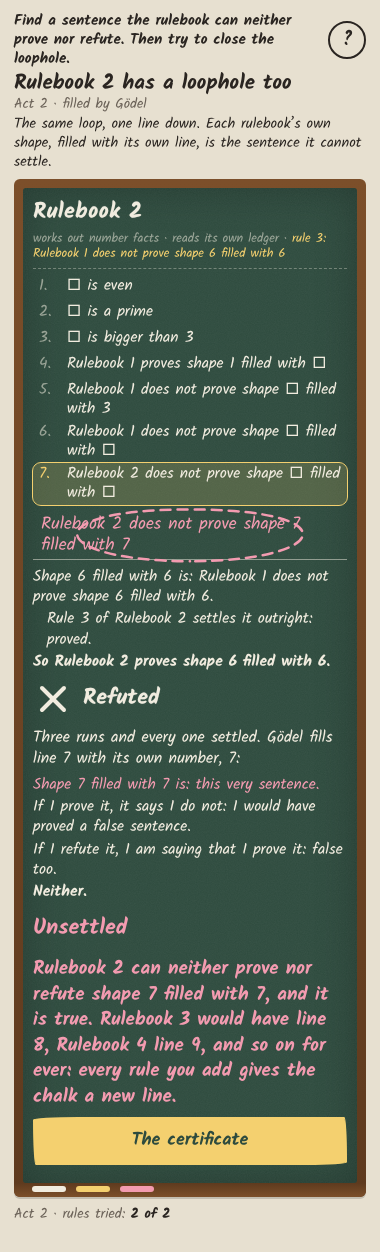 Find a sentence the rulebook can neither
prove nor refute. Then try to close the
loophole.
?
Rulebook 2 has a loophole too
Act 2 · filled by Gödel
The same loop, one line down. Each rulebook’s own
shape, filled with its own line, is the sentence it cannot
settle.
Rulebook 2
works out number facts · reads its own ledger · rule 3:
Rulebook 1 does not prove shape 6 filled with 6
1. □ is even
2. □ is a prime
3. □ is bigger than 3
4. Rulebook 1 proves shape 1 filled with □
5. Rulebook 1 does not prove shape □ filled
with 3
6. Rulebook 1 does not prove shape □ filled
with □
7. Rulebook 2 does not prove shape □ filled
with □
Rulebook 2 does not prove shape 7
filled with 7
Shape 6 filled with 6 is: Rulebook 1 does not
prove shape 6 filled with 6.
Rule 3 of Rulebook 2 settles it outright:
proved.
So Rulebook 2 proves shape 6 filled with 6.
Refuted
Three runs and every one settled. Gödel fills
line 7 with its own number, 7:
Shape 7 filled with 7 is: this very sentence.
If I prove it, it says I do not: I would have
proved a false sentence.
If I refute it, I am saying that I prove it: false
too.
Neither.
Unsettled
Rulebook 2 can neither prove nor
refute shape 7 filled with 7, and it
is true. Rulebook 3 would have line
8, Rulebook 4 line 9, and so on for
ever: every rule you add gives the
chalk a new line.
The certificate
Act 2 · rules tried: 2 of 2